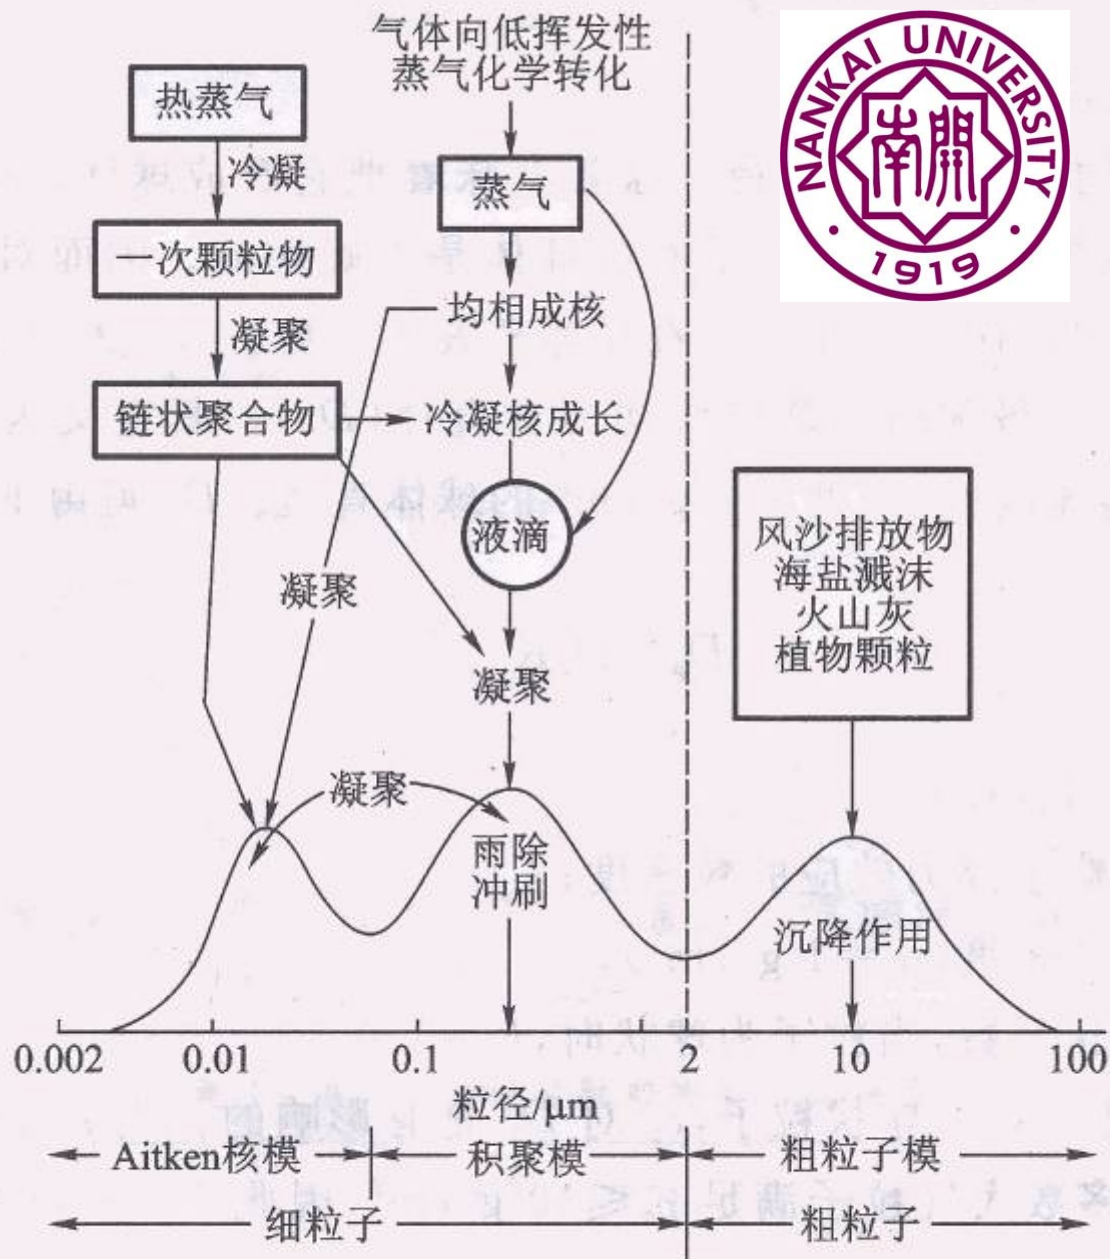 气体向低挥发性
蒸气化学转化
热蒸气
冷凝
一次颗粒物
凝聚
链状聚合物
蒸气
均相成核
冷凝核成长
液滴
凝聚
凝聚
凝聚
雨除
冲刷
风沙排放物
海盐溅沫
火山灰
植物颗粒
沉降作用
0.002 0.01 0.1 1 2 10 100
粒径/μm
Aitken核模 积聚模 粗粒子模
细粒子 粗粒子
NANKAI UNIVERSITY
南開
· 1919 ·